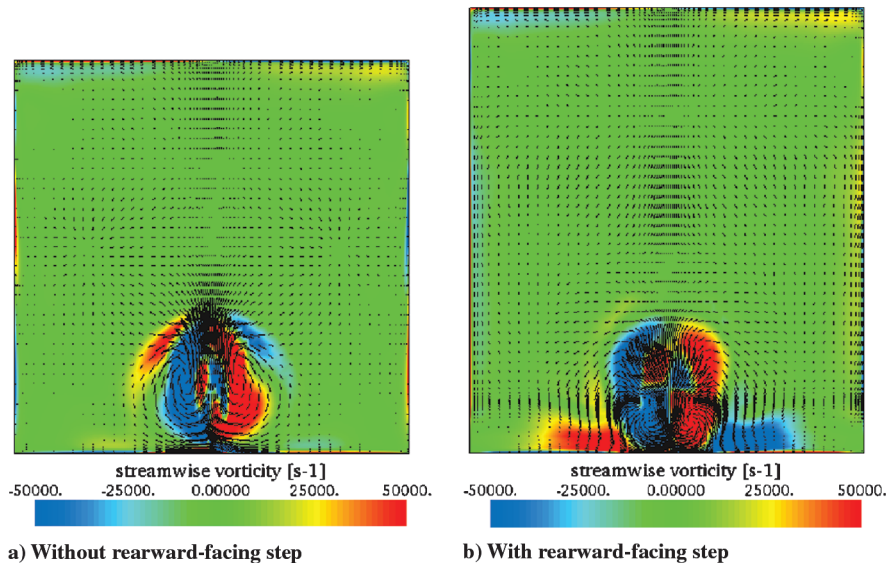 streamwise vorticity [s-1]
-50000. -25000. 0.00000 25000. 50000.
a) Without rearward-facing step
streamwise vorticity [s-1]
-50000. -25000. 0.00000 25000. 50000.
b) With rearward-facing step